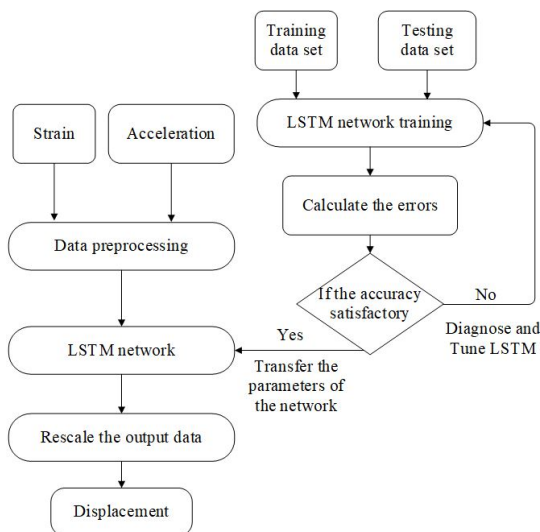 Training
data set
Testing
data set
Strain
Acceleration
LSTM network training
Calculate the errors
Data preprocessing
If the accuracy
satisfactory
No
Diagnose and
Tune LSTM
Yes
Transfer the
parameters of
the network
LSTM network
Rescale the output data
Displacement